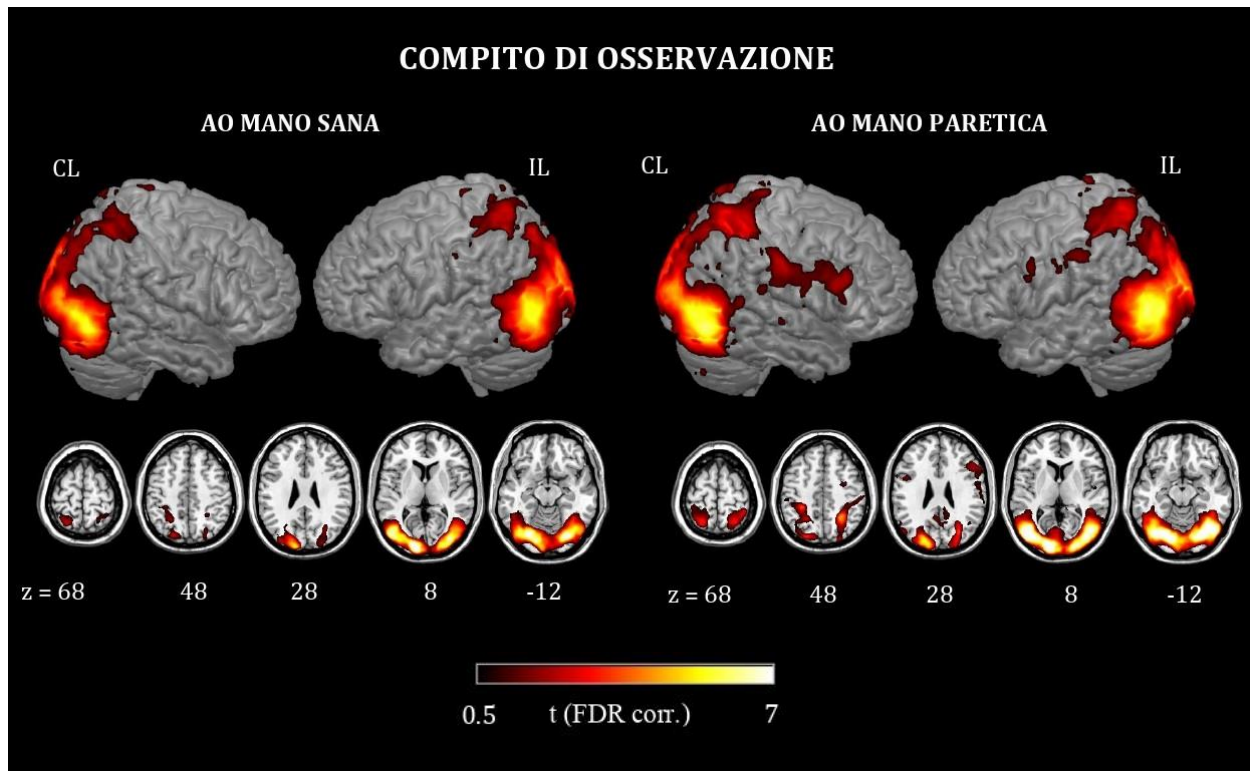 COMPITO DI OSSERVAZIONE
AO MANO SANA
AO MANO PARETICA
CL
IL
CL
IL
z = 68 48 28 8 -12
z = 68 48 28 8 -12
0.5 t (FDR corr.) 7